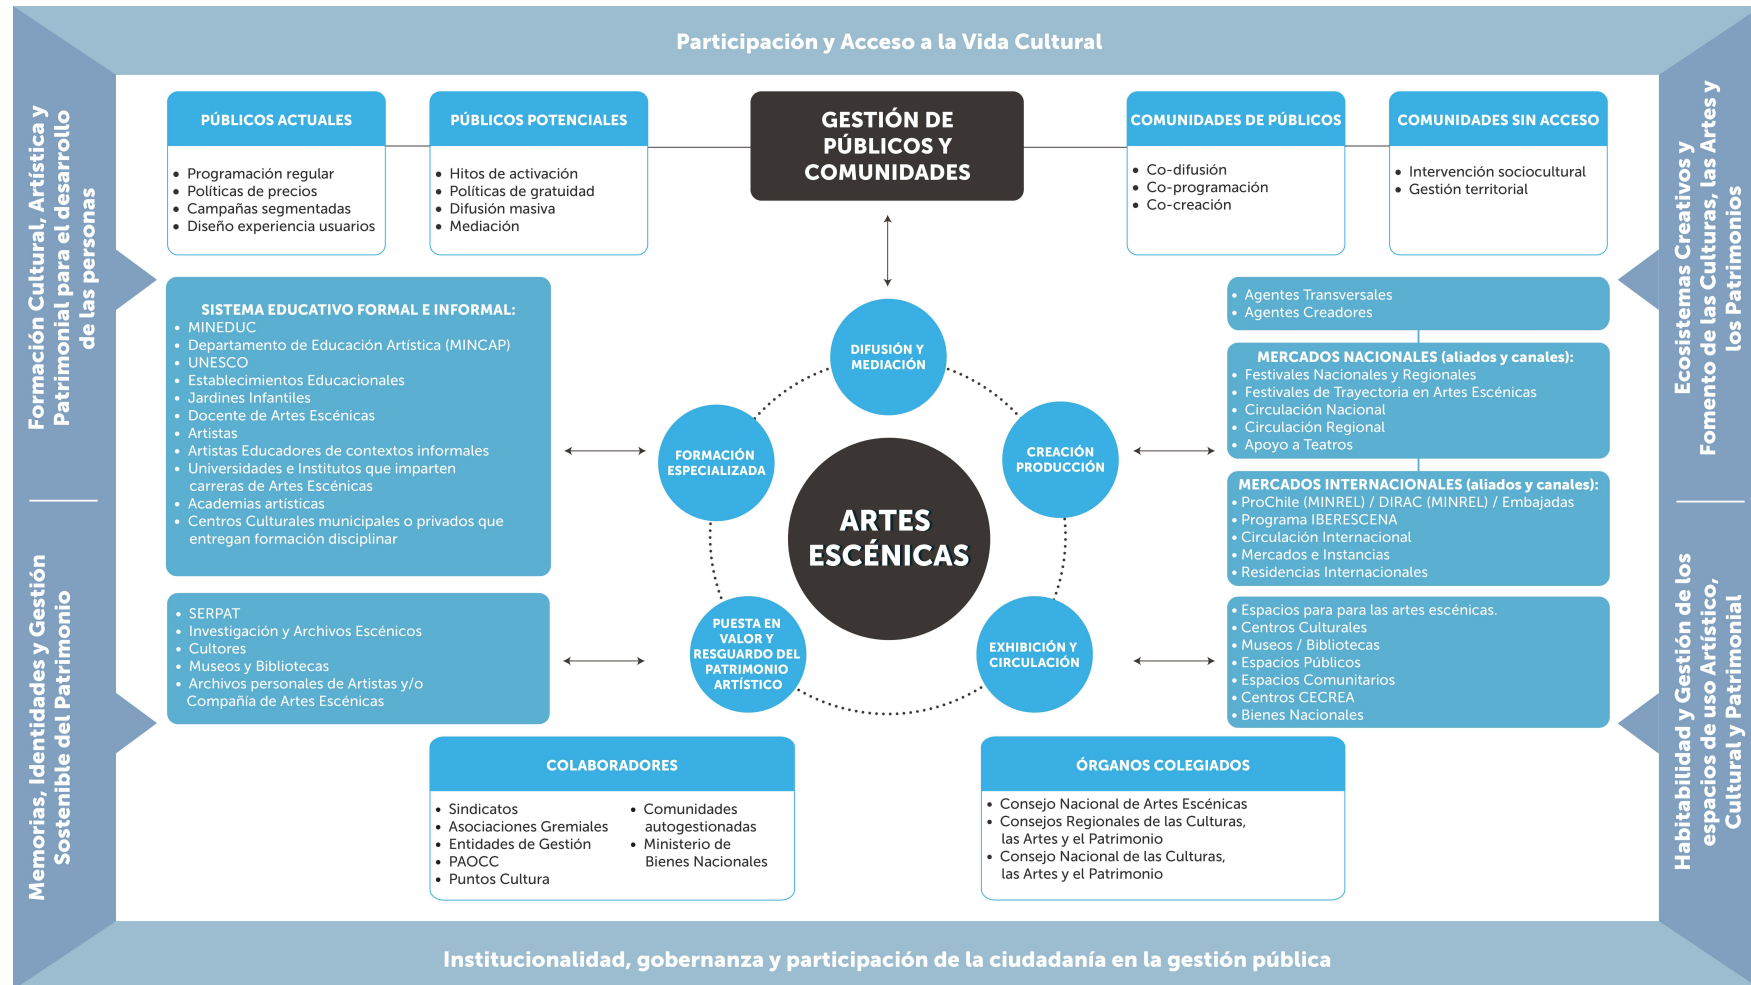 Participación y Acceso a la Vida Cultural
Formación Cultural, Artística y
Patrimonial para el desarrollo
de las personas
Memorias, Identidades y Gestión
Sostenible del Patrimonio
PÚBLICOS ACTUALES
• Programación regular
• Políticas de precios
• Campañas segmentadas
• Diseño experiencia usuarios
PÚBLICOS POTENCIALES
• Hitos de activación
• Políticas de gratuidad
• Difusión masiva
• Mediación
GESTIÓN DE
PÚBLICOS Y
COMUNIDADES
COMUNIDADES DE PÚBLICOS
• Co-difusión
• Co-programación
• Co-creación
COMUNIDADES SIN ACCESO
• Intervención sociocultural
• Gestión territorial
SISTEMA EDUCATIVO FORMAL E INFORMAL:
• MINEDUC
• Departamento de Educación Artística (MINCAP)
• UNESCO
• Establecimientos Educacionales
• Jardines Infantiles
• Docente de Artes Escénicas
• Artistas
• Artistas Educadores de contextos informales
• Universidades e Institutos que imparten
carreras de Artes Escénicas
• Academias artísticas
• Centros Culturales municipales o privados que
entregan formación disciplinar
• SERPAT
• Investigación y Archivos Escénicos
• Cultores
• Museos y Bibliotecas
• Archivos personales de Artistas y/o
Compañía de Artes Escénicas
DIFUSIÓN Y
MEDIACIÓN
FORMACIÓN
ESPECIALIZADA
CREACIÓN
PRODUCCIÓN
ARTES
ESCÉNICAS
PUESTA EN
VALOR Y
RESGUARDO DEL
PATRIMONIO
ARTÍSTICO
EXHIBICIÓN Y
CIRCULACIÓN
• Agentes Transversales
• Agentes Creadores
MERCADOS NACIONALES (aliados y canales):
• Festivales Nacionales y Regionales
• Festivales de Trayectoria en Artes Escénicas
• Circulación Nacional
• Circulación Regional
• Apoyo a Teatros
MERCADOS INTERNACIONALES (aliados y canales):
• ProChile (MINREL) / DIRAC (MINREL) / Embajadas
• Programa IBERESCENA
• Circulación Internacional
• Mercados e Instancias
• Residencias Internacionales
• Espacios para para las artes escénicas.
• Centros Culturales
• Museos / Bibliotecas
• Espacios Públicos
• Espacios Comunitarios
• Centros CECREA
• Bienes Nacionales
COLABORADORES
• Sindicatos
• Asociaciones Gremiales
• Entidades de Gestión
• PAOCC
• Puntos Cultura
• Comunidades
autogestionadas
• Ministerio de
Bienes Nacionales
ÓRGANOS COLEGIADOS
• Consejo Nacional de Artes Escénicas
• Consejos Regionales de las Culturas,
las Artes y el Patrimonio
• Consejo Nacional de las Culturas,
las Artes y el Patrimonio
Ecosistemas Creativos y
Fomento de las Culturas, las Artes y
los Patrimonios
Habitabilidad y Gestión de los
espacios de uso Artístico,
Cultural y Patrimonial
Institucionalidad, gobernanza y participación de la ciudadanía en la gestión pública